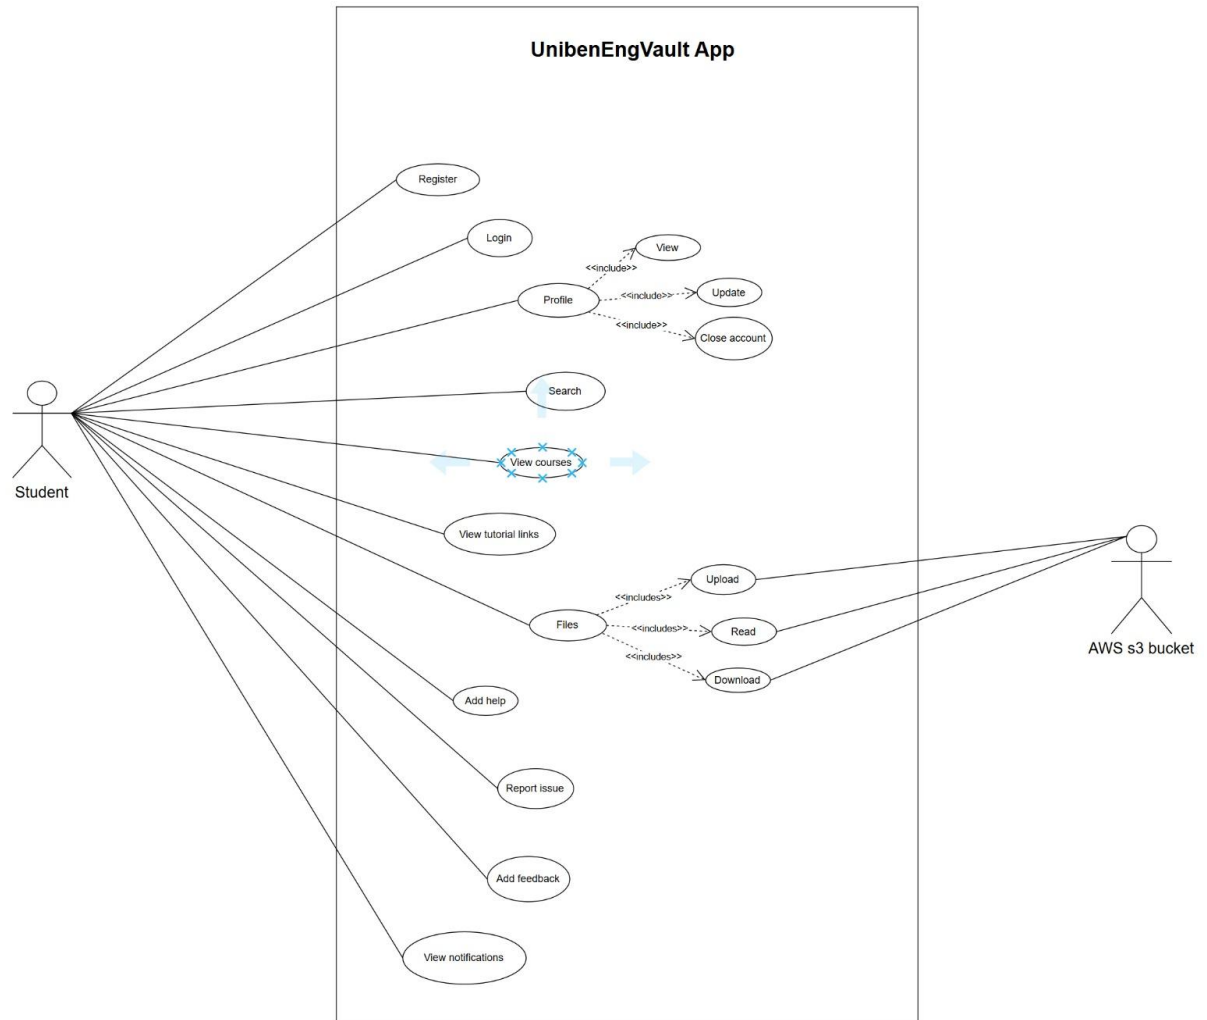 UnibenEngVault App
Register
Login
View
<<include>>
Profile
<<include>>
Update
<<include>>
Close account
Search
View courses
Student
View tutorial links
Upload
<<includes>>
Files
<<includes>>
Read
<<includes>>
Download
AWS s3 bucket
Add help
Report issue
Add feedback
View notifications